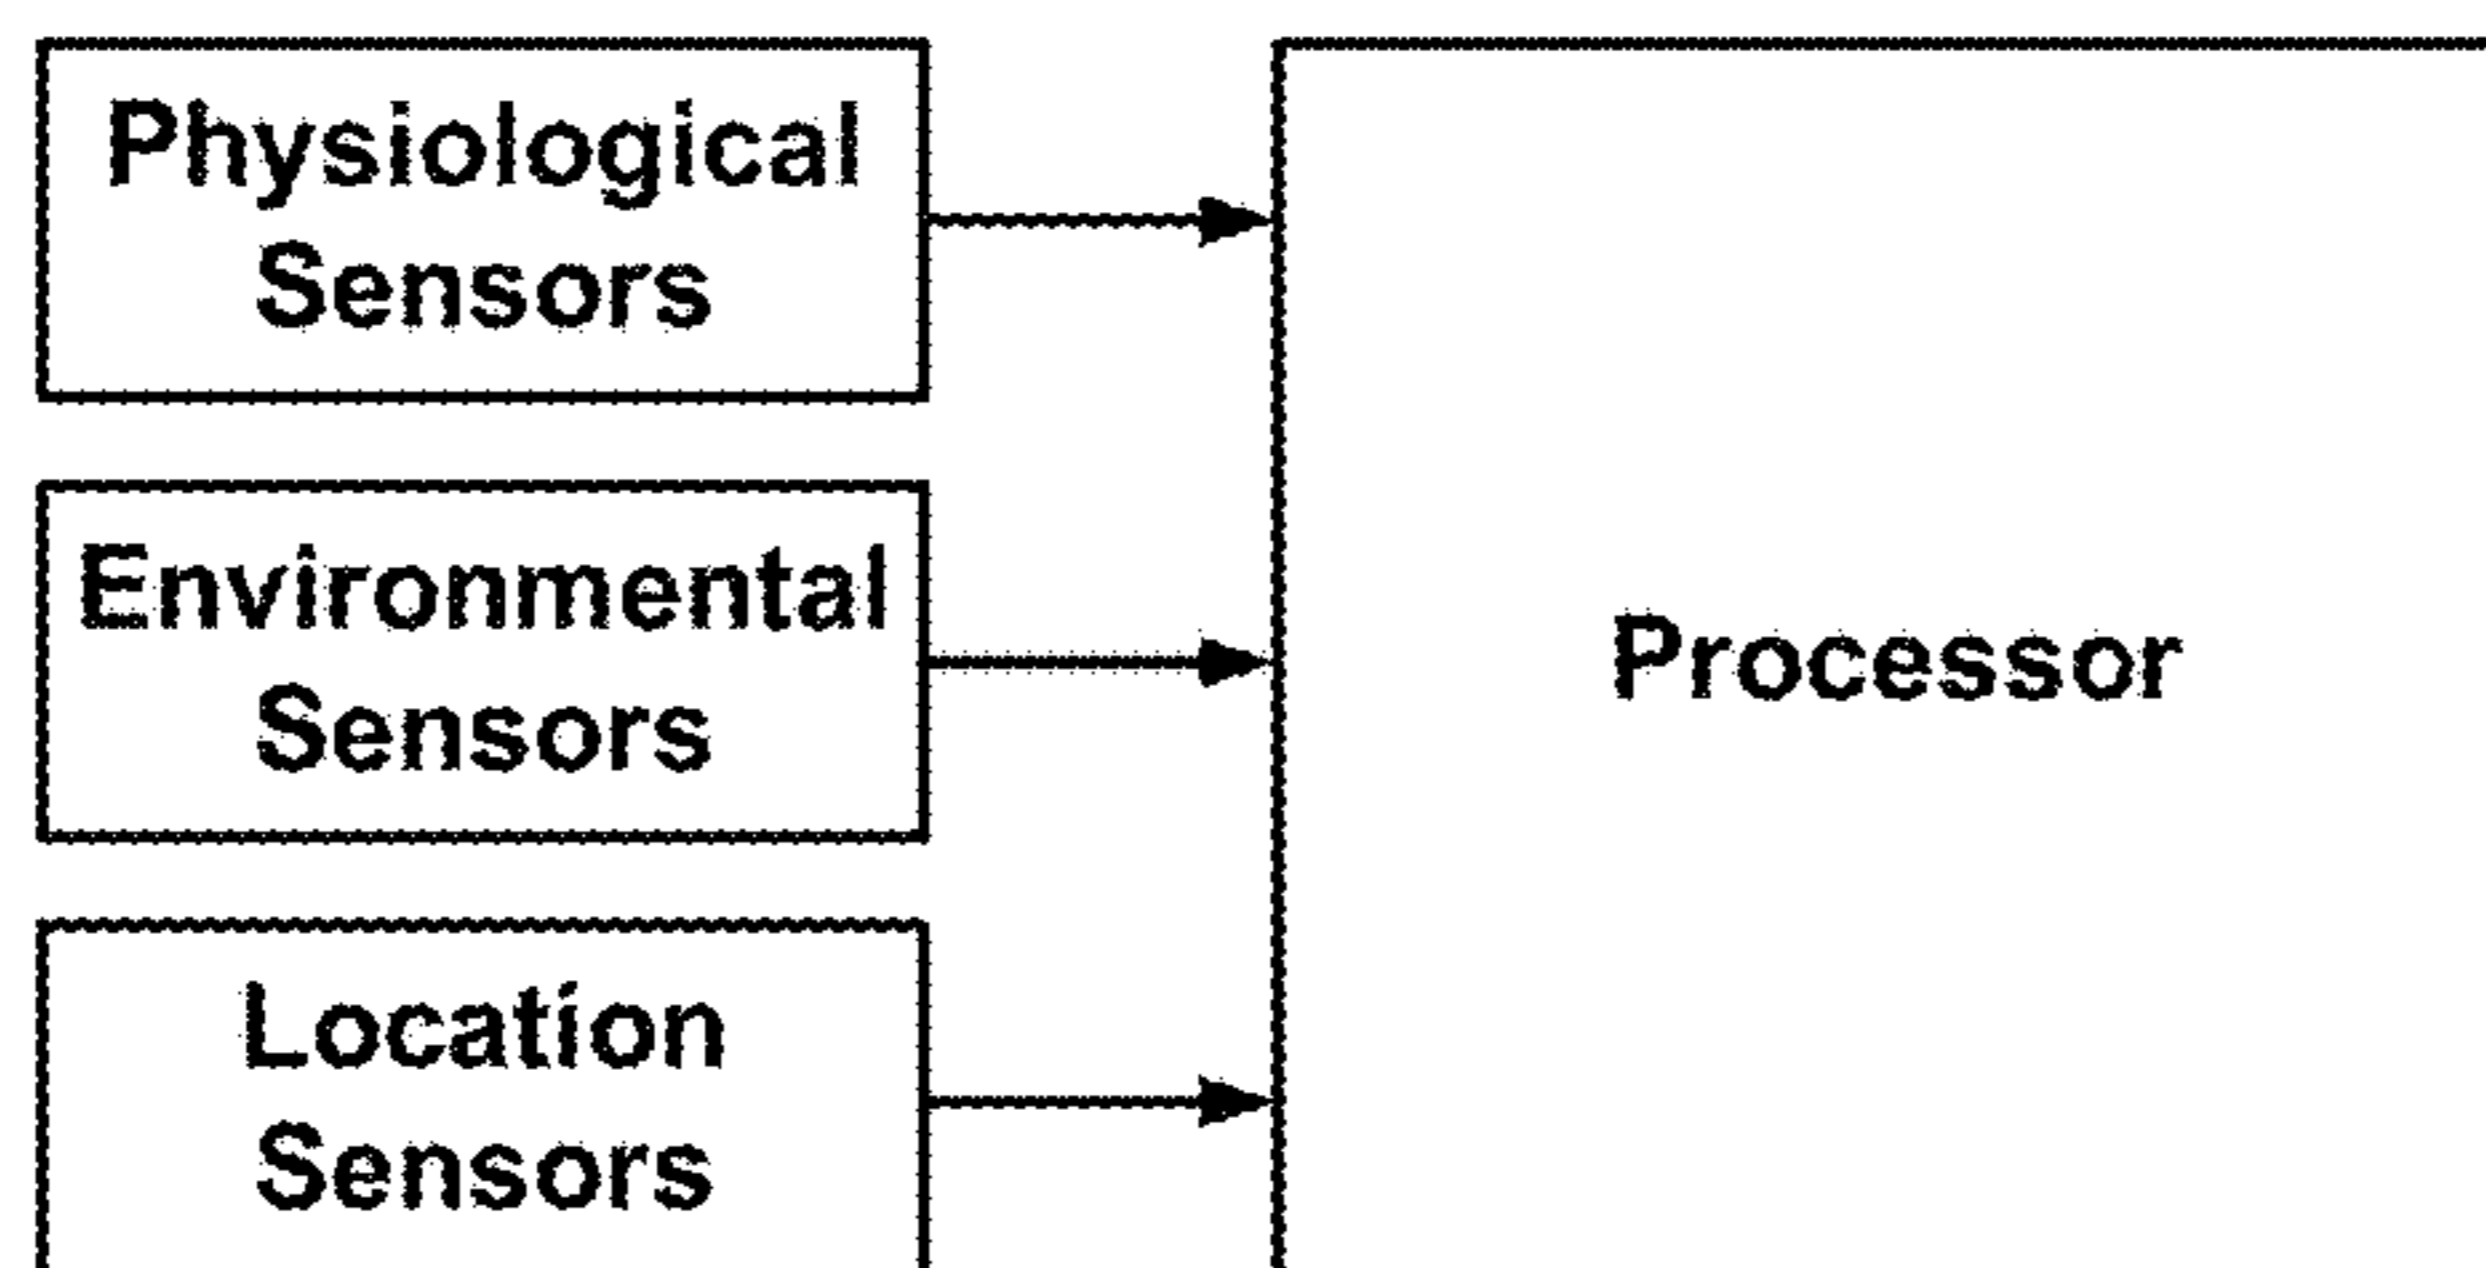 Physiological
Sensors
Environmental
Sensors
Processor
Location
Sensors